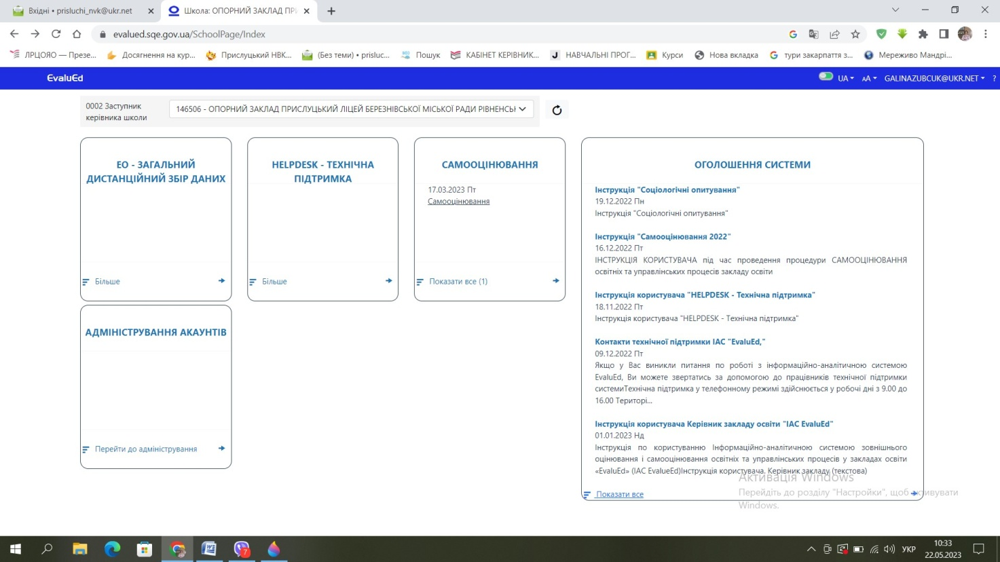 Вхідні • prisluchi_nvk@ukr.net
Школа: ОПОРНИЙ ЗАКЛАД ПРИ
evalued.sqe.gov.ua/SchoolPage/Index
ЛРЦОЯО — Презе...
Досягнення на кур...
Прислуцький НВК...
(Без теми) • prisluc...
Пошук
КАБІНЕТ КЕРІВНИК...
НАВЧАЛЬНІ ПРОГ...
Курси
Нова вкладка
тури закарпаття з...
Мереживо Мандрі...
EvaluEd
UA
AA
GALINAZUBCUK@UKR.NET
?
0002 Заступник
керівника школи
146506 - ОПОРНИЙ ЗАКЛАД ПРИСЛУЦЬКИЙ ЛІЦЕЙ БЕРЕЗНІВСЬКОЇ МІСЬКОЇ РАДИ РІВНЕНСЬК
ЕО - ЗАГАЛЬНИЙ
ДИСТАНЦІЙНИЙ ЗБІР ДАНИХ
Більше
HELPDESK - ТЕХНІЧНА
ПІДТРИМКА
Більше
САМООЦІНЮВАННЯ
17.03.2023 Пт
Самооцінювання
Показати все (1)
ОГОЛОШЕННЯ СИСТЕМИ
Інструкція "Соціологічні опитування"
19.12.2022 Пн
Інструкція "Соціологічні опитування"
Інструкція "Самооцінювання 2022"
16.12.2022 Пт
ІНСТРУКЦІЯ КОРИСТУВАЧА під час проведення процедури САМООЦІНЮВАННЯ
освітніх та управлінських процесів закладу освіти
Інструкція користувача "HELPDESK - Технічна підтримка"
18.11.2022 Пт
Інструкція користувача "HELPDESK - Технічна підтримка"
Контакти технічної підтримки ІАС "EvaluEd,"
09.12.2022 Пт
Якщо у Вас виникли питання по роботі з інформаційно-аналітичною системою
EvaluEd, Ви можете звертатись за допомогою до працівників технічної підтримки
системиТехнічна підтримка у телефонному режимі здійснюється у робочі дні з 9.00 до
16.00 Територі...
Інструкція користувача Керівник закладу освіти "ІАС EvaluEd"
01.01.2023 Нд
Інструкція по користуванню Інформаційно-аналітичною системою зовнішнього
оцінювання і самооцінювання освітніх та управлінських процесів у закладах освіти
«EvaluEd» (ІАС EvalueEd)Інструкція користувача. Керівник закладу (текстова)
Показати все
АДМІНІСТРУВАННЯ АКАУНТІВ
Перейти до адміністрування
Активація Windows
Перейдіть до розділу "Настройки", щоб активувати
Windows.
7
УКР
10:33
22.05.2023